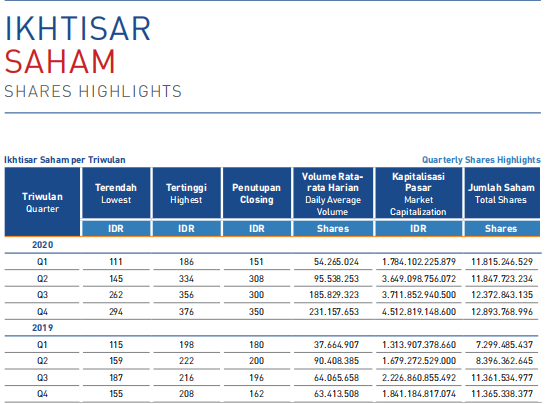 IKHTISAR
SAHAM
SHARES HIGHLIGHTS
Ikhtisar Saham per Triwulan Quarterly Shares Highlights
Triwulan Quarter Terendah Lowest Tertinggi Highest Penutupan Closing Volume Rata-rata Harian Daily Average Volume Kapitalisasi Pasar Market Capitalization Jumlah Saham Total Shares
IDR IDR IDR Shares IDR Shares
2020
Q1 111 186 151 54.265.024 1.784.102.225.879 11.815.246.529
Q2 145 334 308 95.538.253 3.649.098.756.072 11.847.723.234
Q3 262 356 300 185.829.323 3.711.852.940.500 12.372.843.135
Q4 294 376 350 231.157.653 4.512.819.148.600 12.893.768.996
2019
Q1 115 198 180 37.664.907 1.313.907.378.660 7.299.485.437
Q2 159 222 200 90.408.385 1.679.272.529.000 8.396.362.645
Q3 187 216 196 64.065.658 2.226.860.855.492 11.361.534.977
Q4 155 208 162 63.413.508 1.841.184.817.074 11.365.338.377